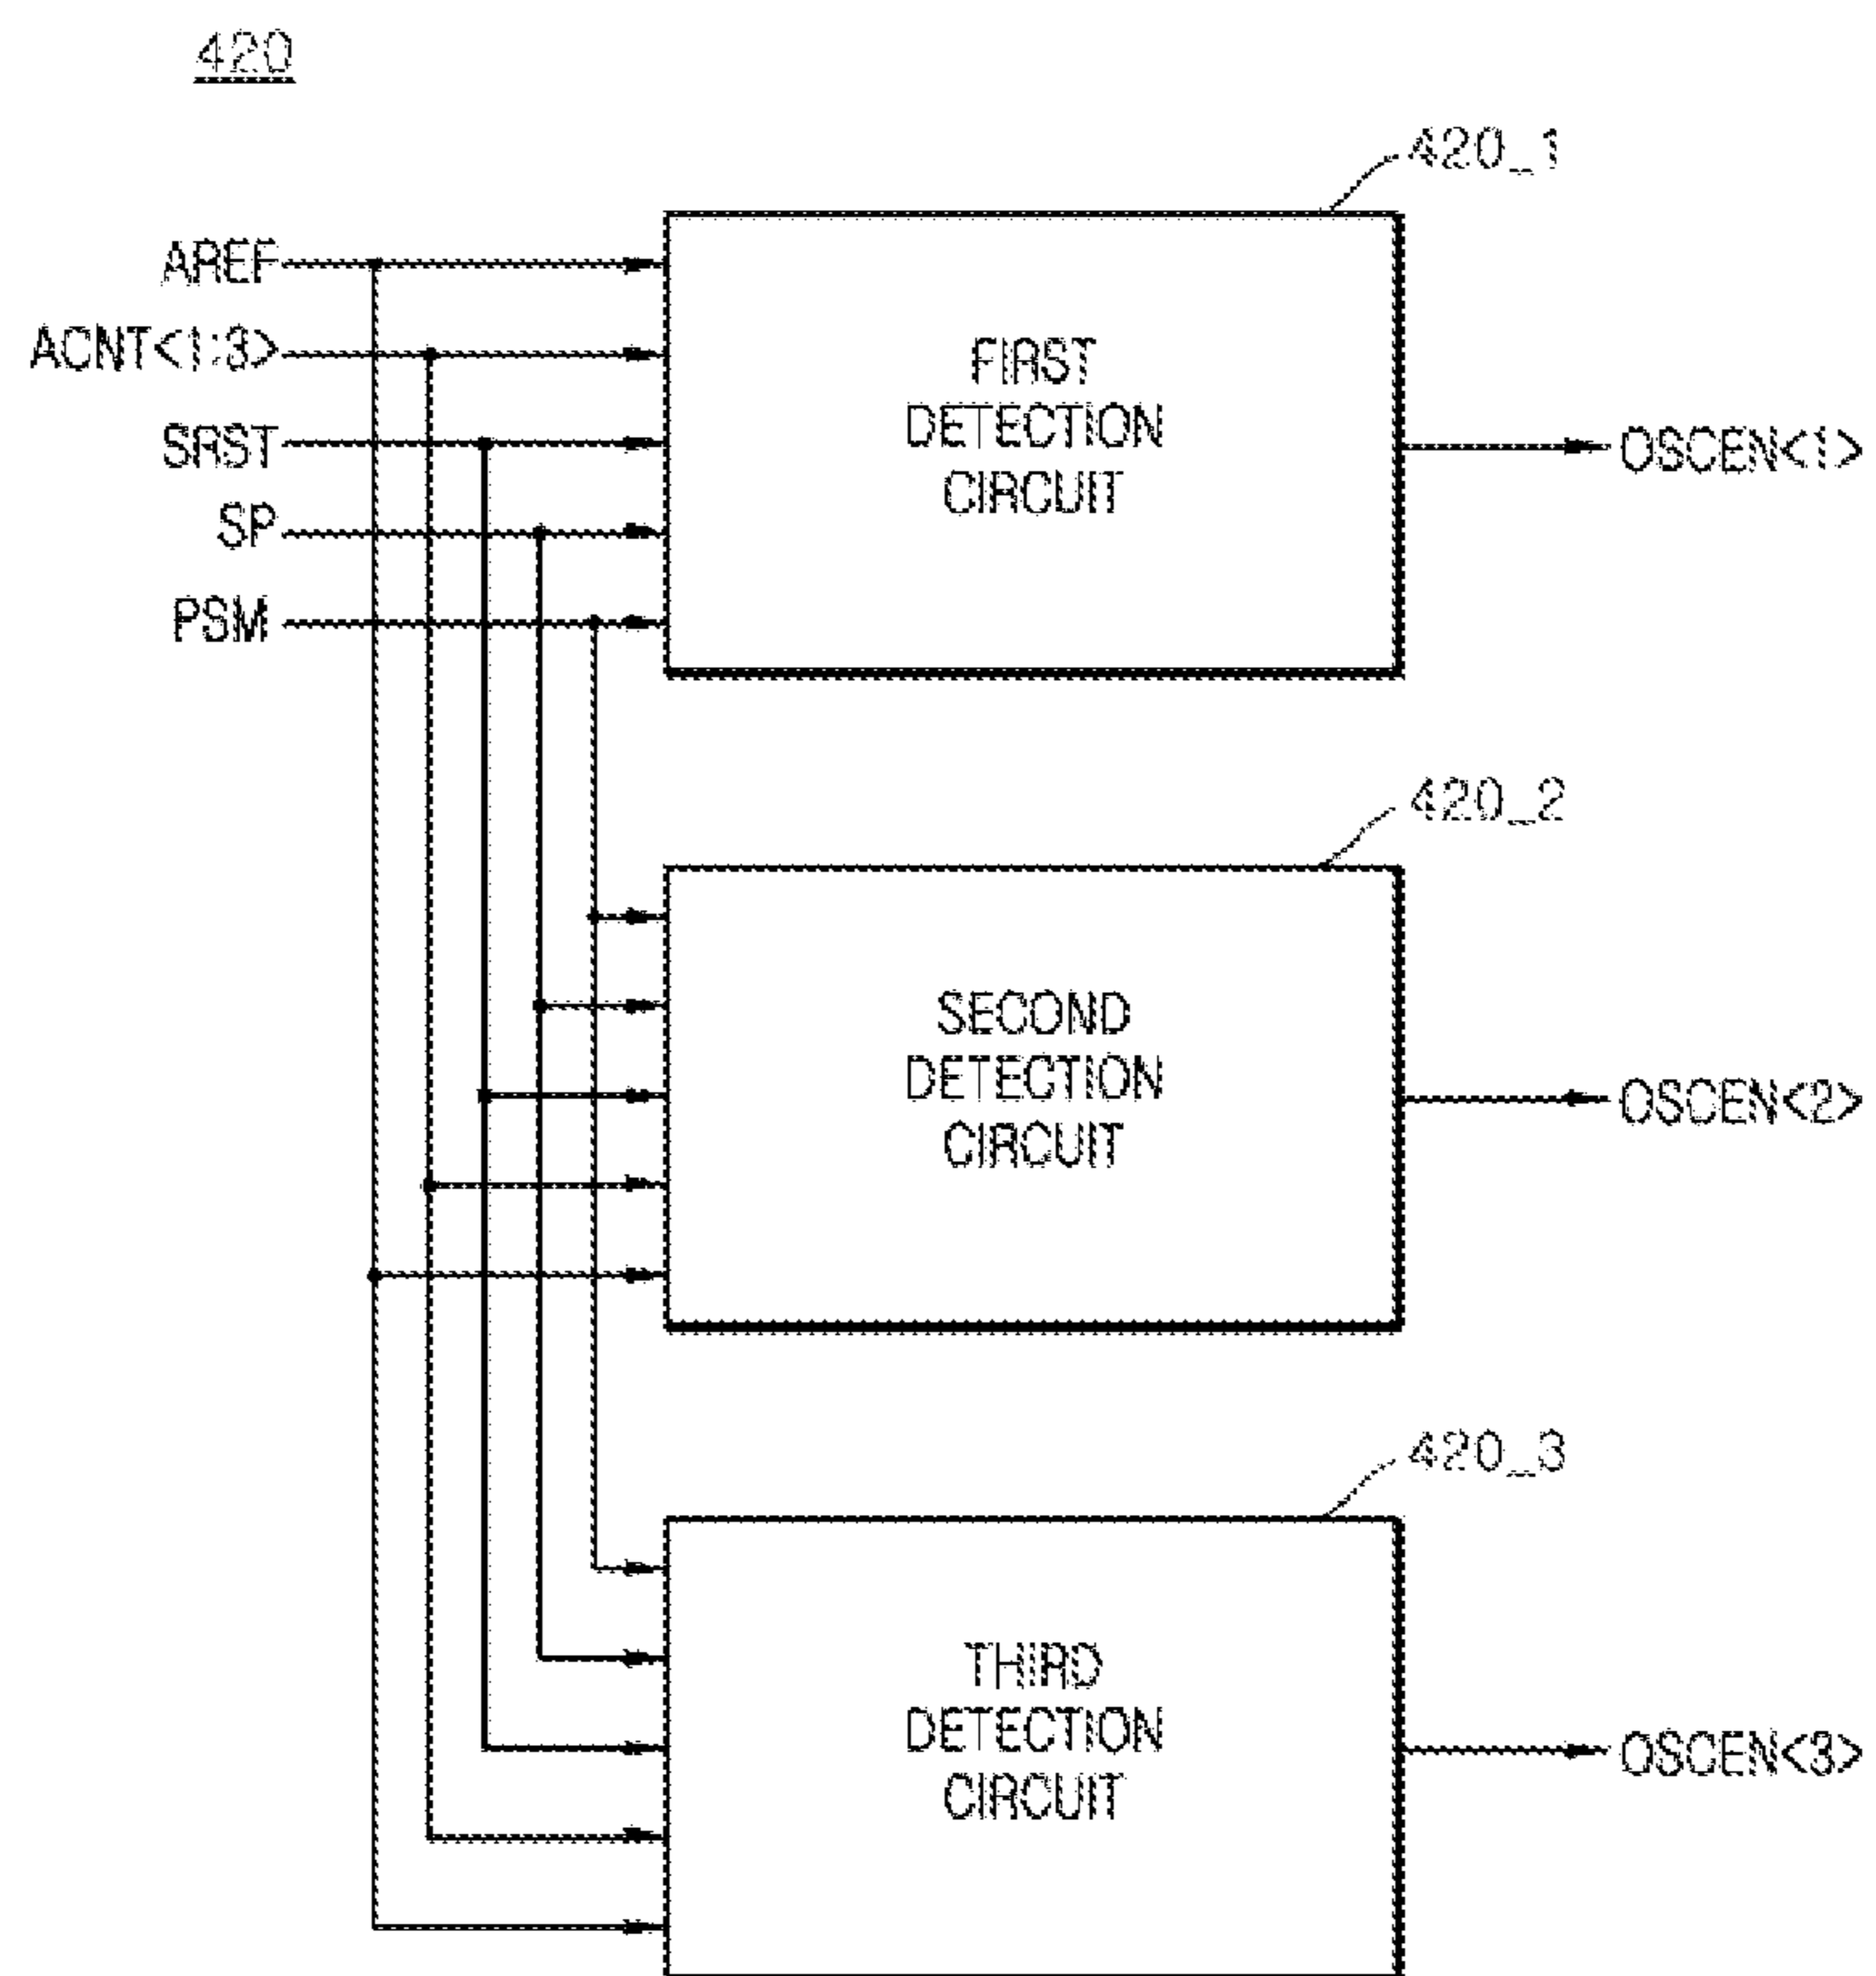 420
420_1
AREF
ACNT<1:3>
SRST
SP
PSM
FIRST
DETECTION
CIRCUIT
OSCEN<1>
420_2
SECOND
DETECTION
CIRCUIT
OSCEN<2>
420_3
THIRD
DETECTION
CIRCUIT
OSCEN<3>